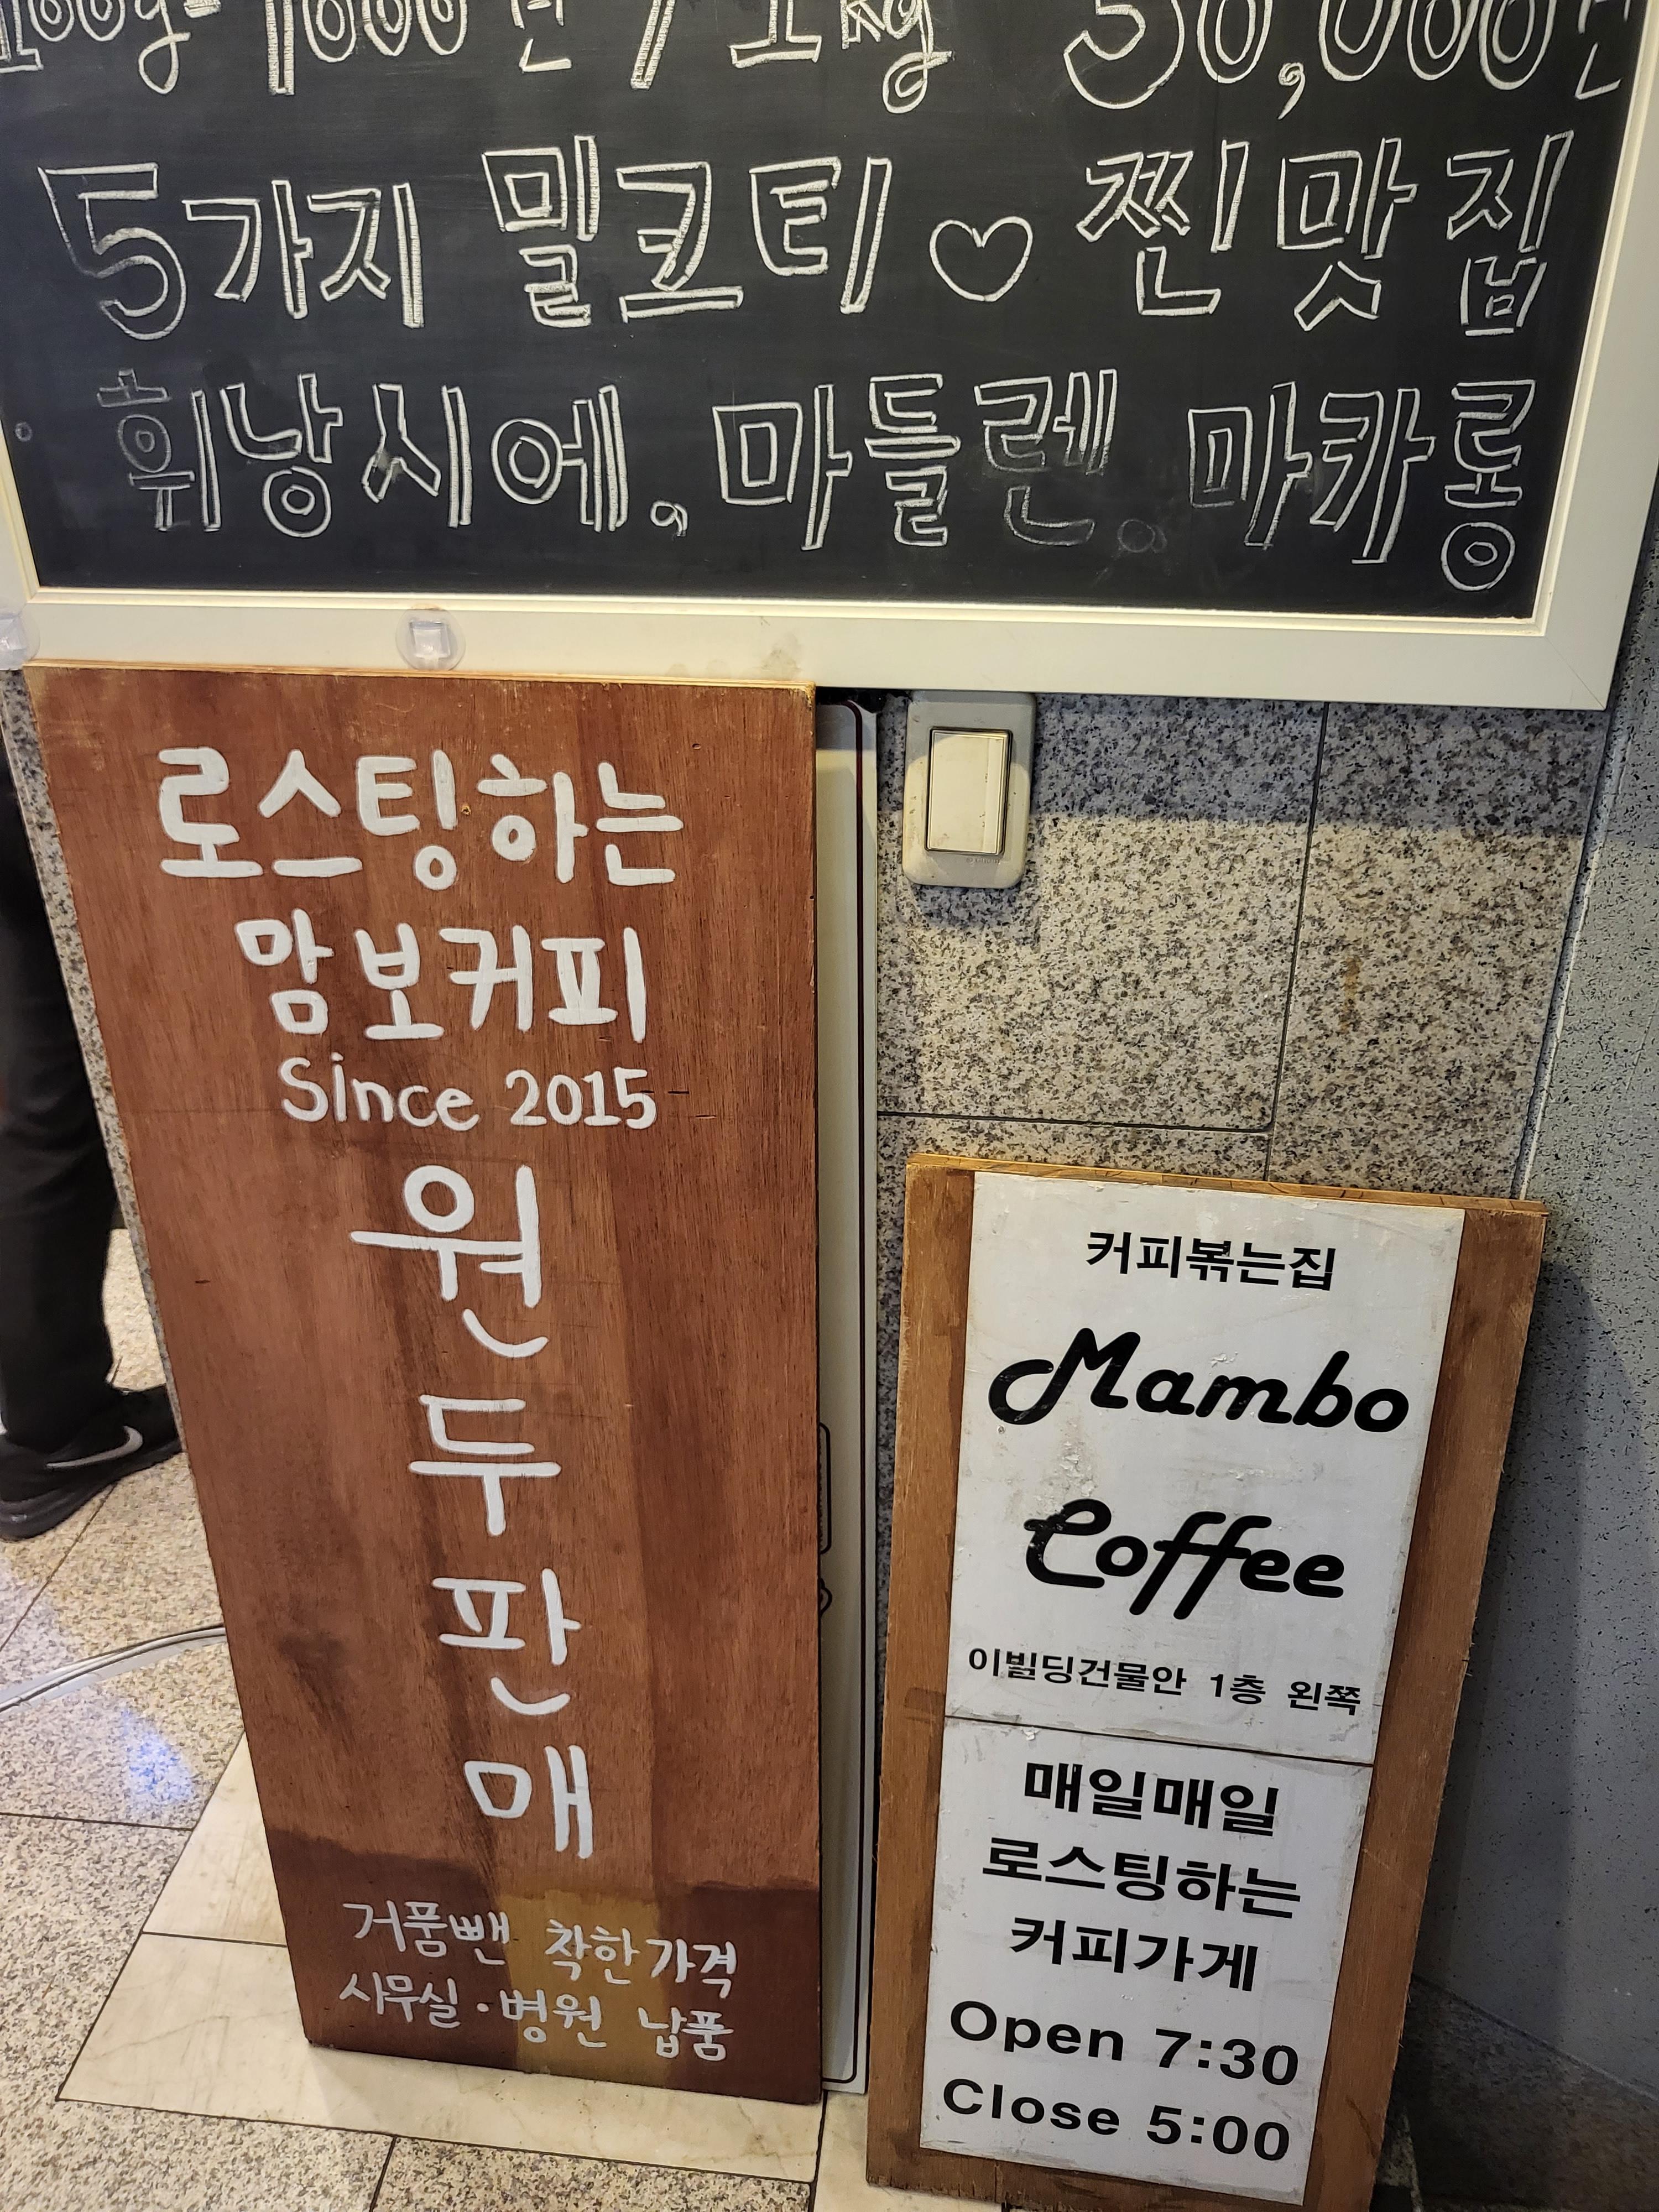 5가지 밀크티♡ 찐 맛 집
휘낭시에. 마들렌. 마카롱
로스팅하는
맘보커피
Since 2015
원
두
판
매
거품뺀 착한가격
사무실·병원 납품
커피볶는집
Mambo
Coffee
이빌딩건물안 1층 왼쪽
매일매일
로스팅하는
커피가게
Open 7:30
Close 5:00